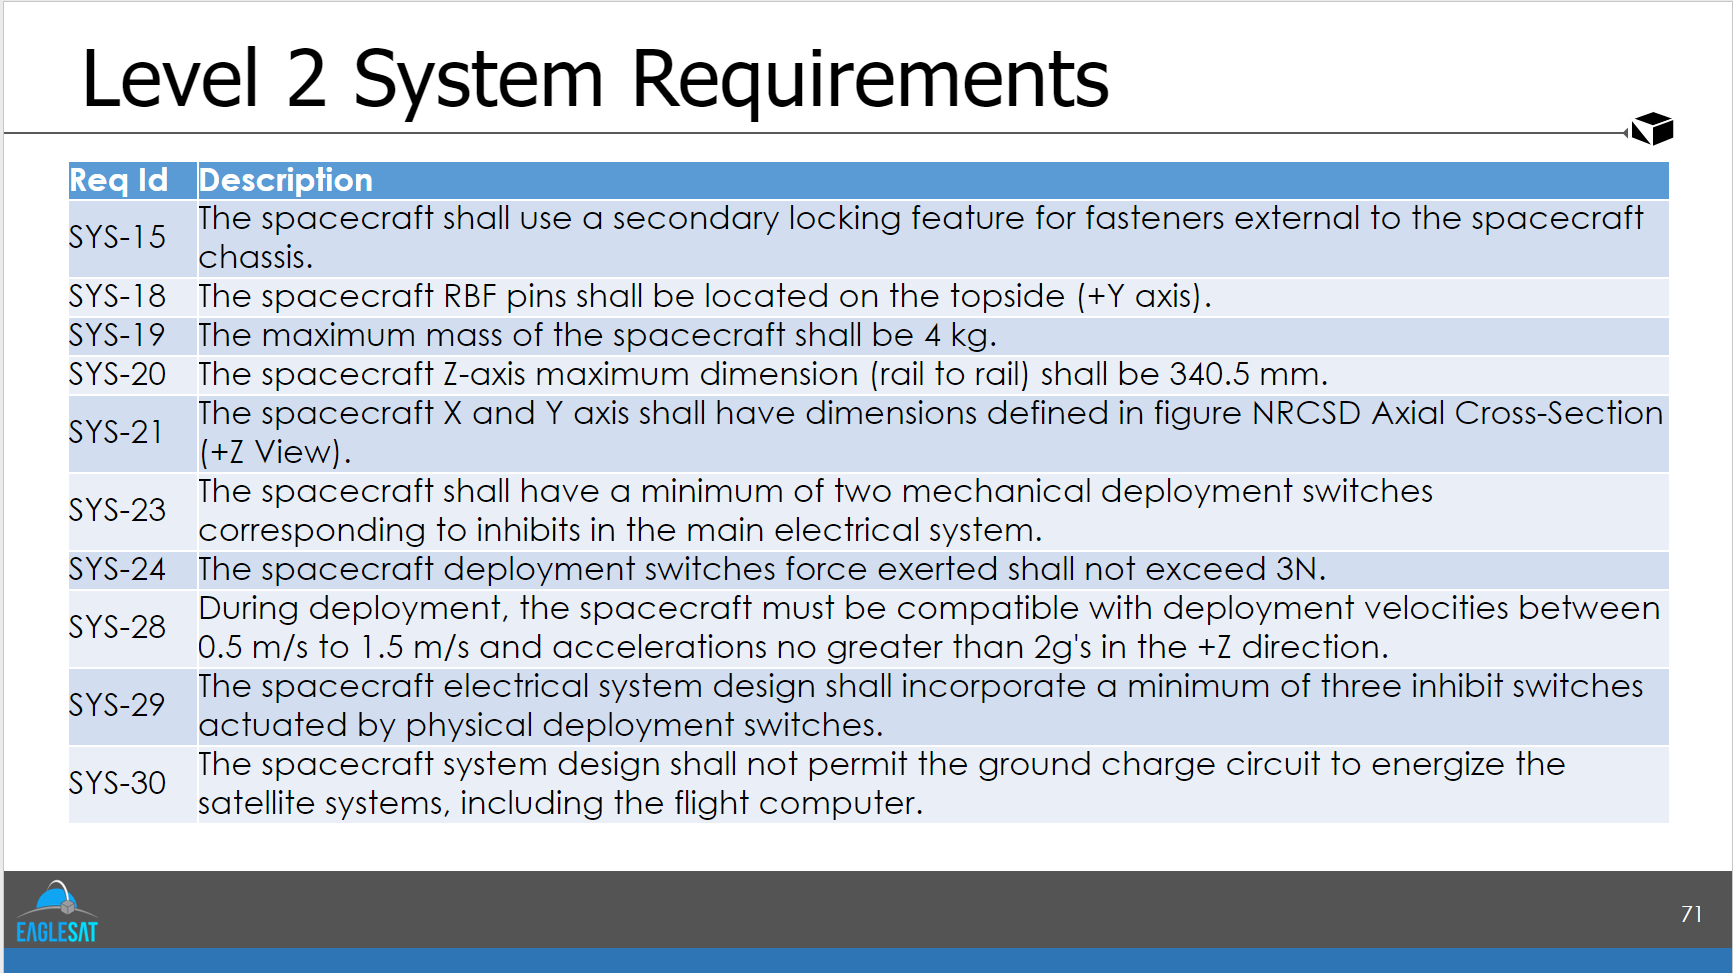 Level 2 System Requirements
Req Id Description
SYS-15 The spacecraft shall use a secondary locking feature for fasteners external to the spacecraft
chassis.
SYS-18 The spacecraft RBF pins shall be located on the topside (+Y axis).
SYS-19 The maximum mass of the spacecraft shall be 4 kg.
SYS-20 The spacecraft Z-axis maximum dimension (rail to rail) shall be 340.5 mm.
SYS-21 The spacecraft X and Y axis shall have dimensions defined in figure NRCSD Axial Cross-Section
(+Z View).
SYS-23 The spacecraft shall have a minimum of two mechanical deployment switches
corresponding to inhibits in the main electrical system.
SYS-24 The spacecraft deployment switches force exerted shall not exceed 3N.
SYS-28 During deployment, the spacecraft must be compatible with deployment velocities between
0.5 m/s to 1.5 m/s and accelerations no greater than 2g's in the +Z direction.
SYS-29 The spacecraft electrical system design shall incorporate a minimum of three inhibit switches
actuated by physical deployment switches.
SYS-30 The spacecraft system design shall not permit the ground charge circuit to energize the
satellite systems, including the flight computer.
EAGLESAT
71